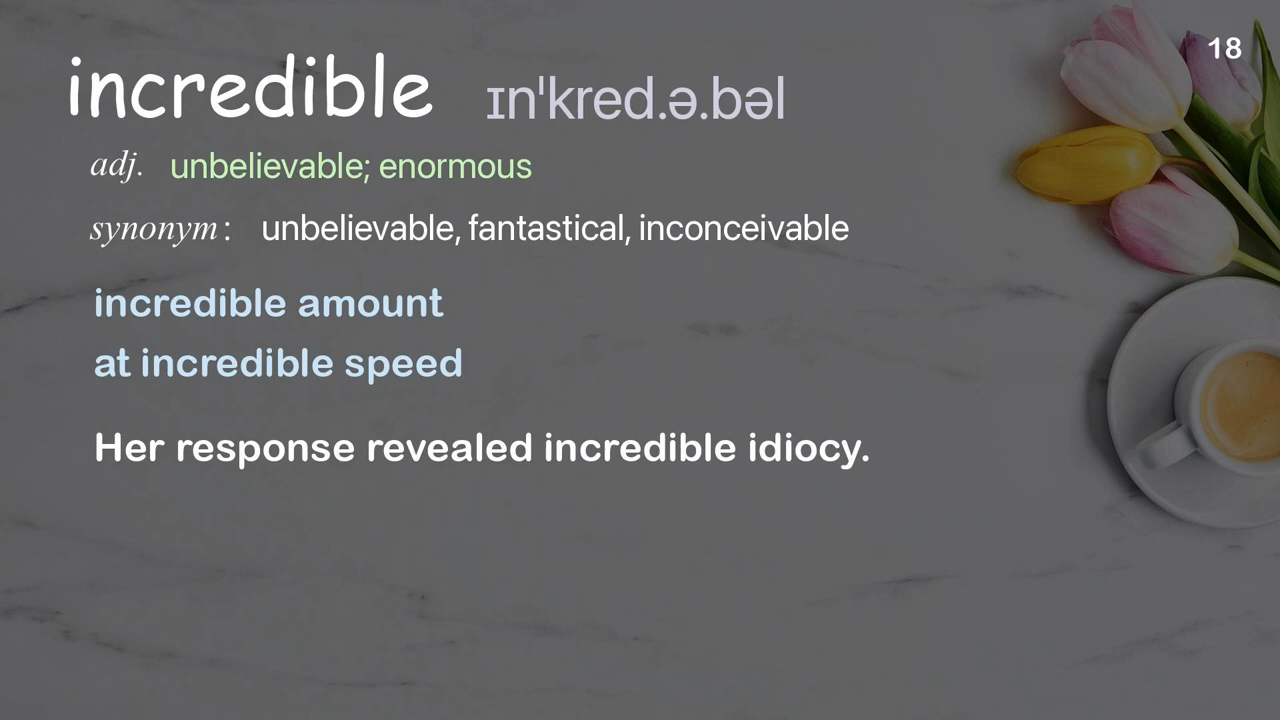 18
incredible ɪnˈkred.ə.bəl
adj. unbelievable; enormous
synonym: unbelievable, fantastical, inconceivable
incredible amount
at incredible speed
Her response revealed incredible idiocy.